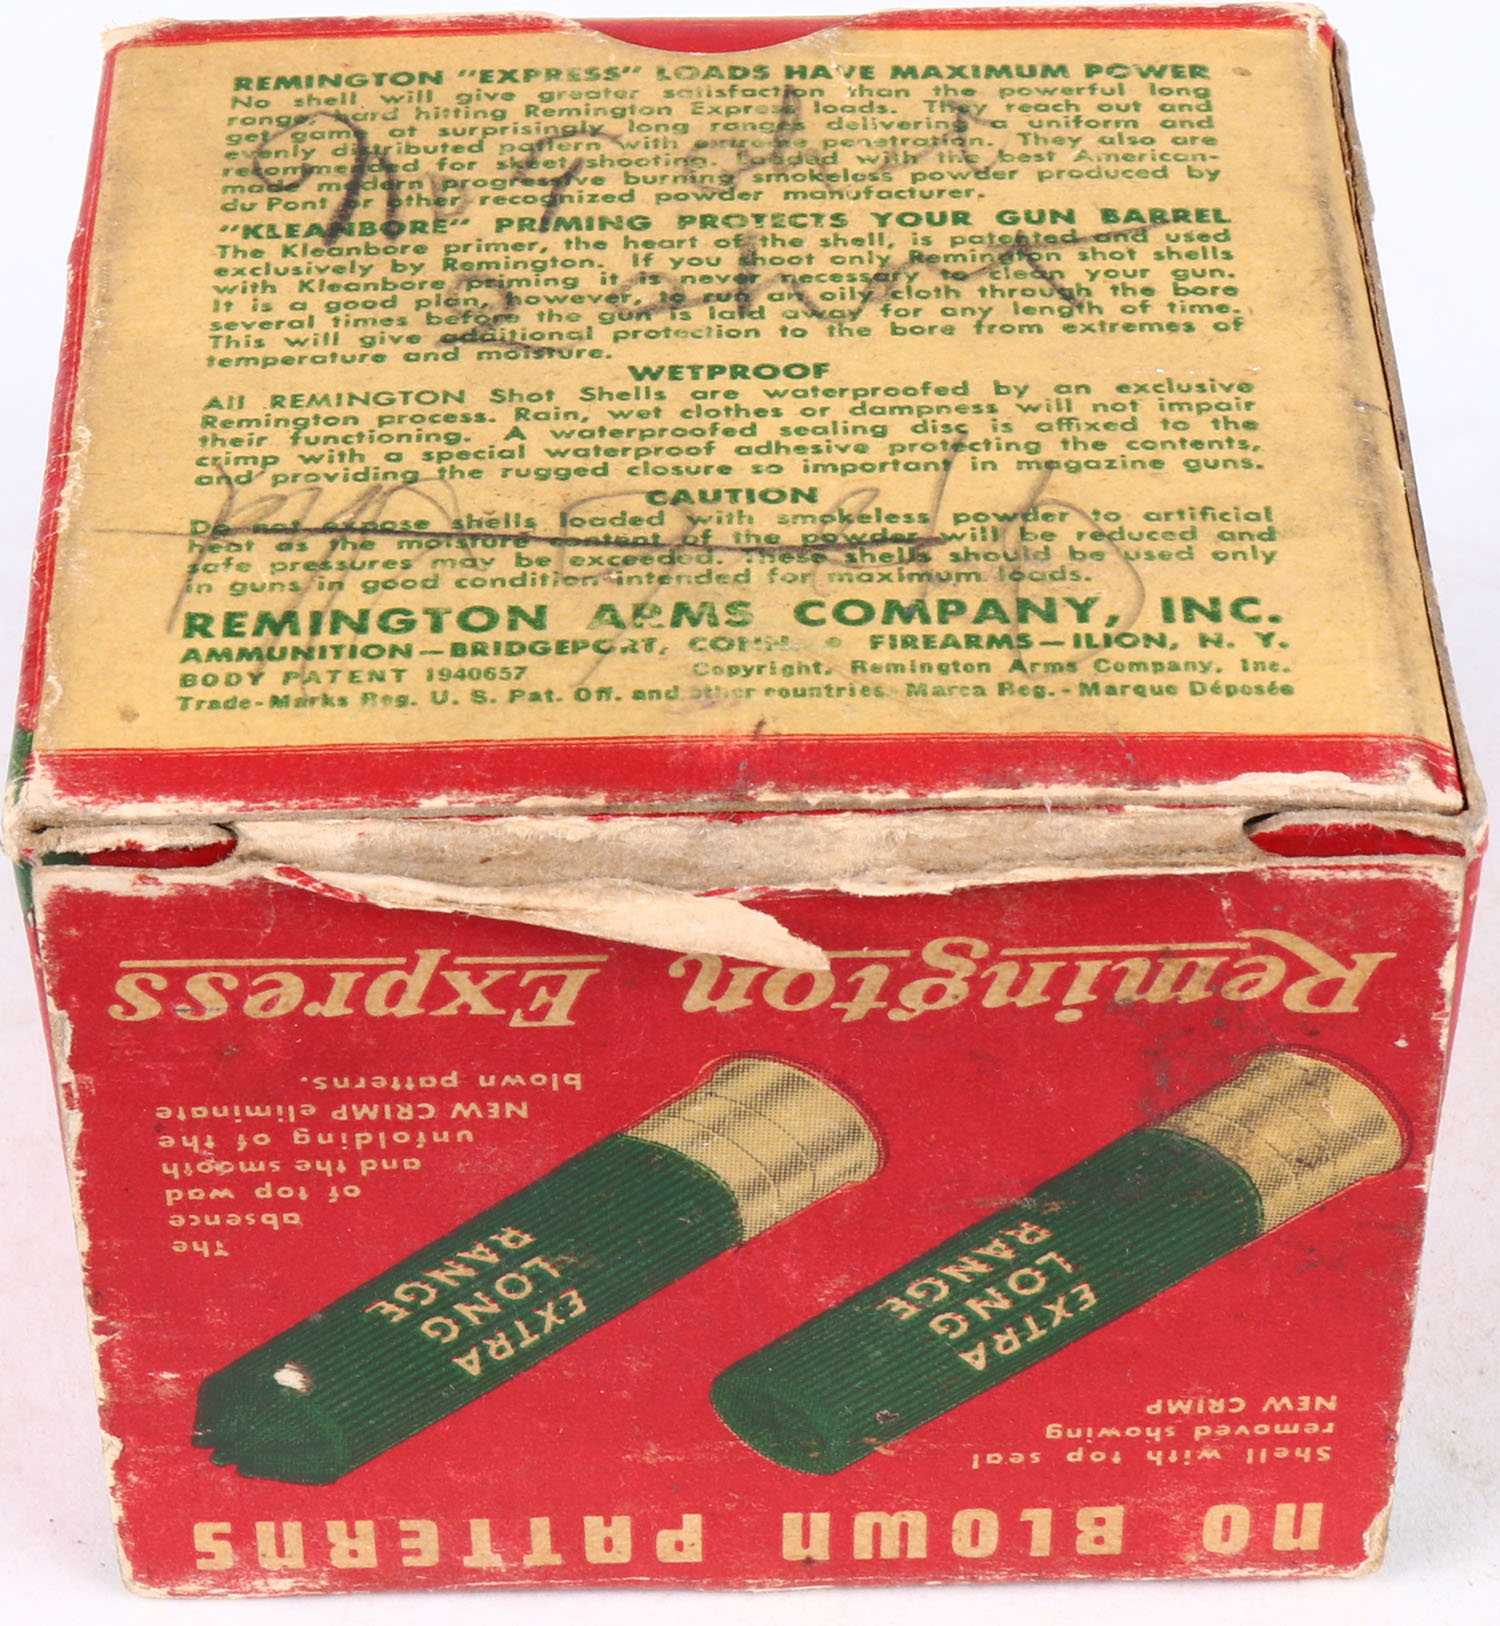 REMINGTON "EXPRESS" LOADS HAVE MAXIMUM POWER
No shell will give greater satisfaction than the powerful long
range, hard hitting Remington Express loads. They reach out and
get game at surprisingly long ranges delivering a uniform and
evenly distributed pattern with extreme penetration. They also are
recommended for skeet shooting. Loaded with the best American-
made modern progressive burning smokeless powder produced by
du Pont or other recognized powder manufacturer.
"KLEANBORE" PRIMING PROTECTS YOUR GUN BARREL
The Kleanbore primer, the heart of the shell, is patented and used
exclusively by Remington. If you shoot only Remington shot shells
with Kleanbore priming it is never necessary to clean your gun.
It is a good plan, however, to run an oily cloth through the bore
several times before the gun is laid away for any length of time.
This will give additional protection to the bore from extremes of
temperature and moisture.
WETPROOF
All REMINGTON Shot Shells are waterproofed by an exclusive
Remington process. Rain, wet clothes or dampness will not impair
their functioning. A waterproofed sealing disc is affixed to the
crimp with a special waterproof adhesive protecting the contents,
and providing the rugged closure so important in magazine guns.
CAUTION
Do not expose shells loaded with smokeless powder to artificial
heat as the moisture content of the powder will be reduced and
safe pressures may be exceeded. These shells should be used only
in guns in good condition intended for maximum loads.
REMINGTON ARMS COMPANY, INC.
AMMUNITION—BRIDGEPORT, CONN. • FIREARMS—ILION, N. Y.
BODY PATENT 1940657 Copyright, Remington Arms Company, Inc.
Trade-Marks Reg. U. S. Pat. Off. and other countries - Marca Reg. - Marque Déposée
NO BLOWN PATTERNS
Shell with top seal
removed showing
NEW CRIMP
EXTRA
LONG
RANGE
EXTRA
LONG
RANGE
The
absence
of top wad
and the smooth
unfolding of the
NEW CRIMP eliminate
blown patterns.
Remington Express